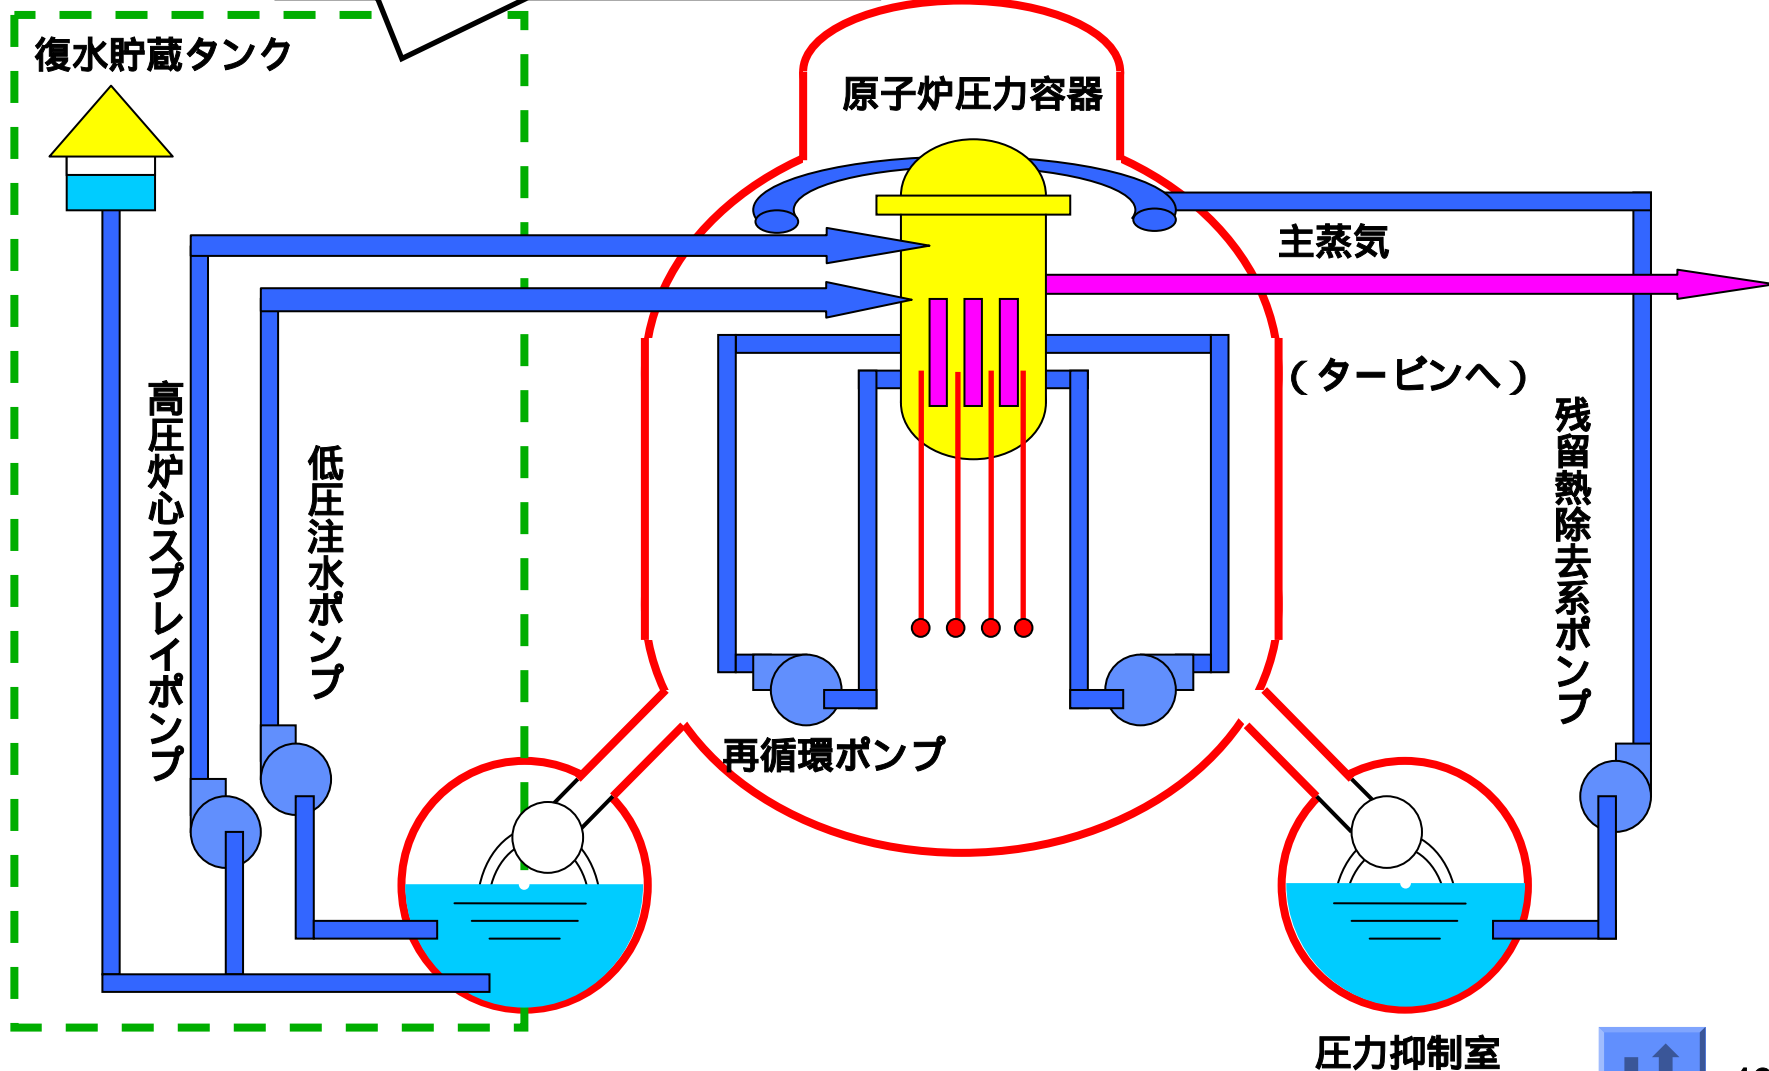 復水貯蔵タンク
原子炉圧力容器
主蒸気
（タービンへ）
高圧炉心スプレイポンプ
低圧注水ポンプ
残留熱除去系ポンプ
再循環ポンプ
圧力抑制室